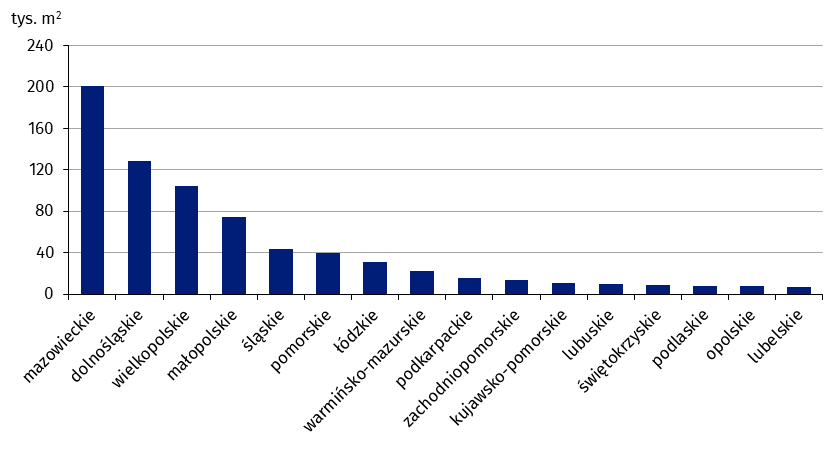 tys. m²
240
200
160
120
80
40
0
mazowieckie
dolnośląskie
wielkopolskie
małopolskie
śląskie
pomorskie
łódzkie
warmińsko-mazurskie
podkarpackie
zachodniopomorskie
kujawsko-pomorskie
lubuskie
świętokrzyskie
podlaskie
opolskie
lubelskie